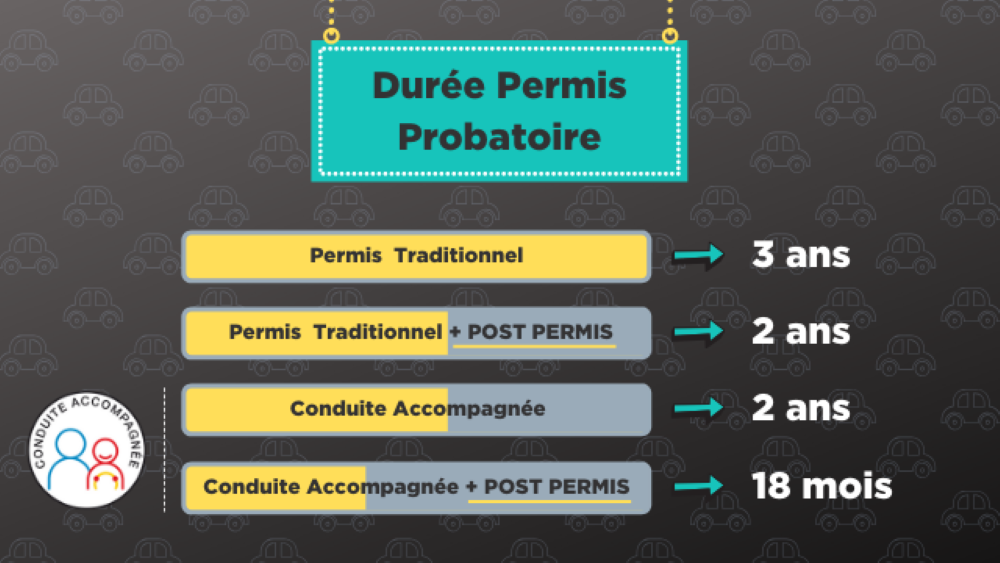 Durée Permis
Probatoire
Permis Traditionnel
3 ans
Permis Traditionnel + POST PERMIS
2 ans
CONDUITE ACCOMPAGNÉE
Conduite Accompagnée
2 ans
Conduite Accompagnée + POST PERMIS
18 mois